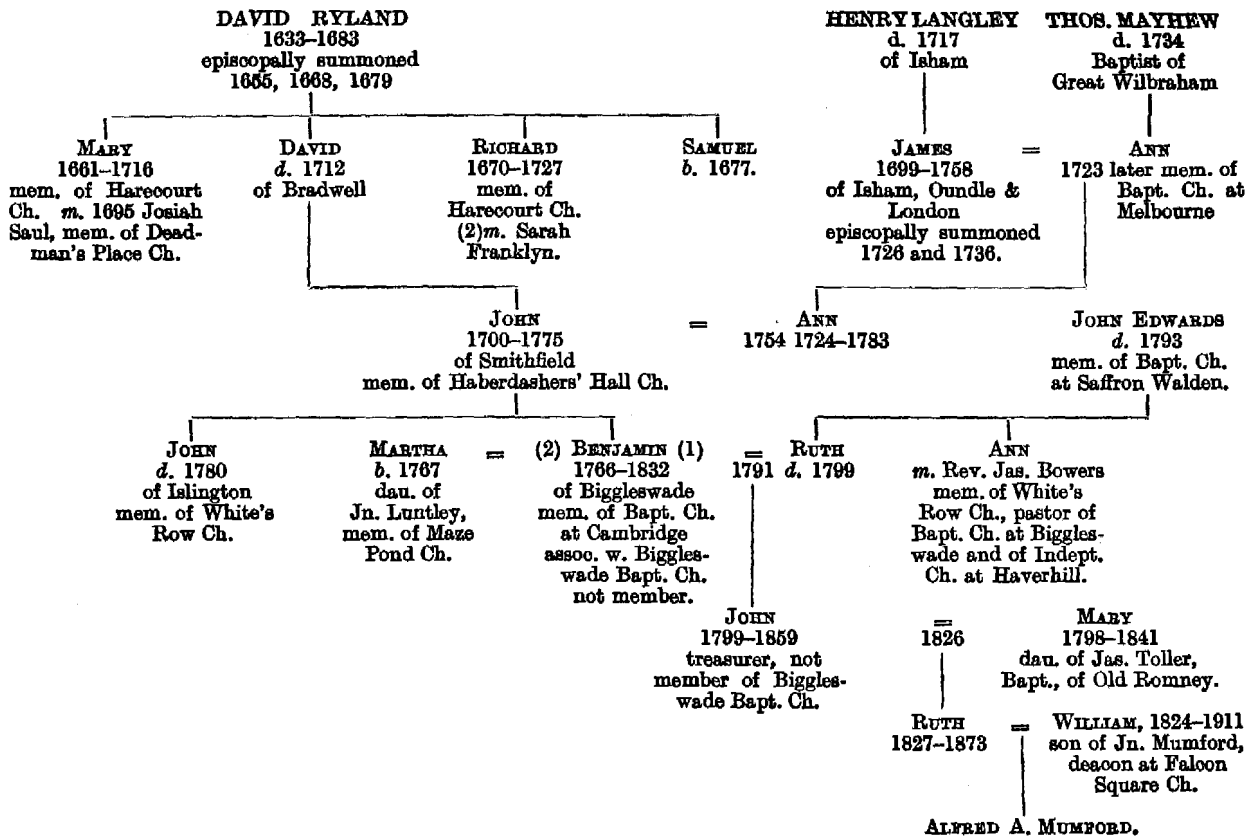 DAVID RYLAND
1633–1683
episcopally summoned
1655, 1668, 1679
HENRY LANGLEY
d. 1717
of Isham
THOS. MAYHEW
d. 1734
Baptist of
Great Wilbraham
MARY
1661–1716
mem. of Harecourt
Ch. m. 1695 Josiah
Saul, mem. of Dead-
man's Place Ch.
DAVID
d. 1712
of Bradwell
RICHARD
1670–1727
mem. of
Harecourt Ch.
(2)m. Sarah
Franklyn.
SAMUEL
b. 1677.
JAMES
1699–1758
of Isham, Oundle &
London
episcopally summoned
1726 and 1736.
=
1723
ANN
later mem. of
Bapt. Ch. at
Melbourne
JOHN
1700–1775
of Smithfield
mem. of Haberdashers' Hall Ch.
=
1754
ANN
1724–1783
JOHN EDWARDS
d. 1793
mem. of Bapt. Ch.
at Saffron Walden.
JOHN
d. 1780
of Islington
mem. of White's
Row Ch.
MARTHA
b. 1767
dau. of
Jn. Luntley,
mem. of Maze
Pond Ch.
=
(2) BENJAMIN (1)
1766–1832
of Biggleswade
mem. of Bapt. Ch.
at Cambridge
assoc. w. Biggles-
wade Bapt. Ch.
not member.
=
1791
RUTH
d. 1799
ANN
m. Rev. Jas. Bowers
mem. of White's
Row Ch., pastor of
Bapt. Ch. at Biggles-
wade and of Indept.
Ch. at Haverhill.
JOHN
1799–1859
treasurer, not
member of Biggles-
wade Bapt. Ch.
=
1826
MARY
1798–1841
dau. of Jas. Toller,
Bapt., of Old Romney.
RUTH
1827–1873
=
WILLIAM, 1824–1911
son of Jn. Mumford,
deacon at Falcon
Square Ch.
ALFRED A. MUMFORD.